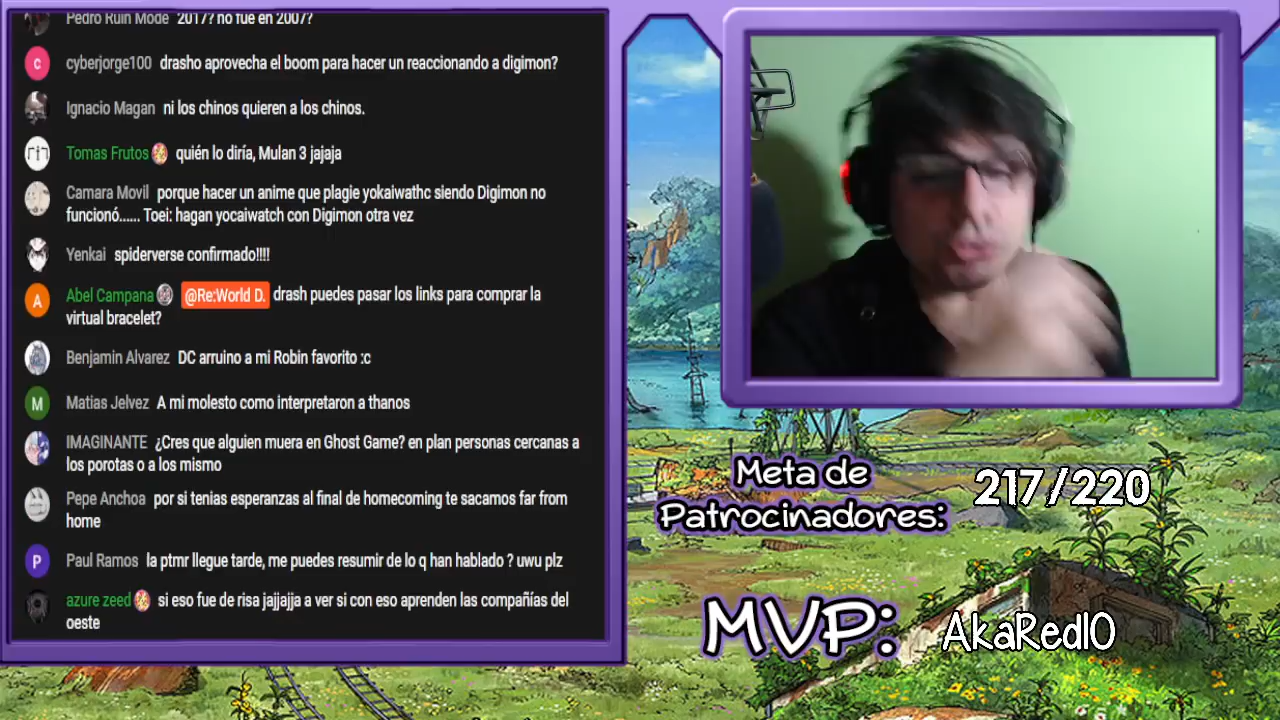 Pedro Ruin Mode 2017? no fue en 2007?
c cyberjorge100 drasho aprovecha el boom para hacer un reaccionando a digimon?
Ignacio Magan ni los chinos quieren a los chinos.
Tomas Frutos quién lo diría, Mulan 3 jajaja
Camara Movil porque hacer un anime que plagie yokaiwathc siendo Digimon no
funcionó...... Toei: hagan yocaiwatch con Digimon otra vez
Yenkai spiderverse confirmado!!!!
A Abel Campana @Re:World D. drash puedes pasar los links para comprar la
virtual bracelet?
Benjamin Alvarez DC arruino a mi Robin favorito :c
M Matias Jelvez A mi molesto como interpretaron a thanos
IMAGINANTE ¿Cres que alguien muera en Ghost Game? en plan personas cercanas a
los porotas o a los mismo
Pepe Anchoa por si tenias esperanzas al final de homecoming te sacamos far from
home
P Paul Ramos la ptmr llegue tarde, me puedes resumir de lo q han hablado ? uwu plz
azure zeed si eso fue de risa jajjajja a ver si con eso aprenden las compañías del
oeste
Meta de
Patrocinadores: 217/220
MVP: AkaRed10